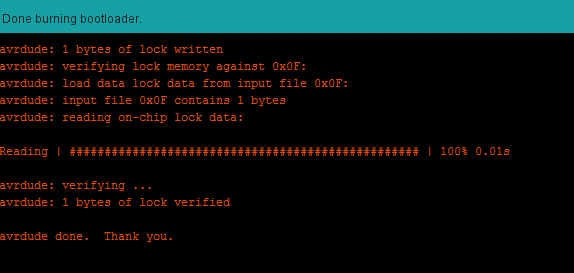 Done burning bootloader.
avrdude: 1 bytes of lock written
avrdude: verifying lock memory against 0x0F:
avrdude: load data lock data from input file 0x0F:
avrdude: input file 0x0F contains 1 bytes
avrdude: reading on-chip lock data:
Reading | ################################################## | 100% 0.01s
avrdude: verifying ...
avrdude: 1 bytes of lock verified
avrdude done.  Thank you.